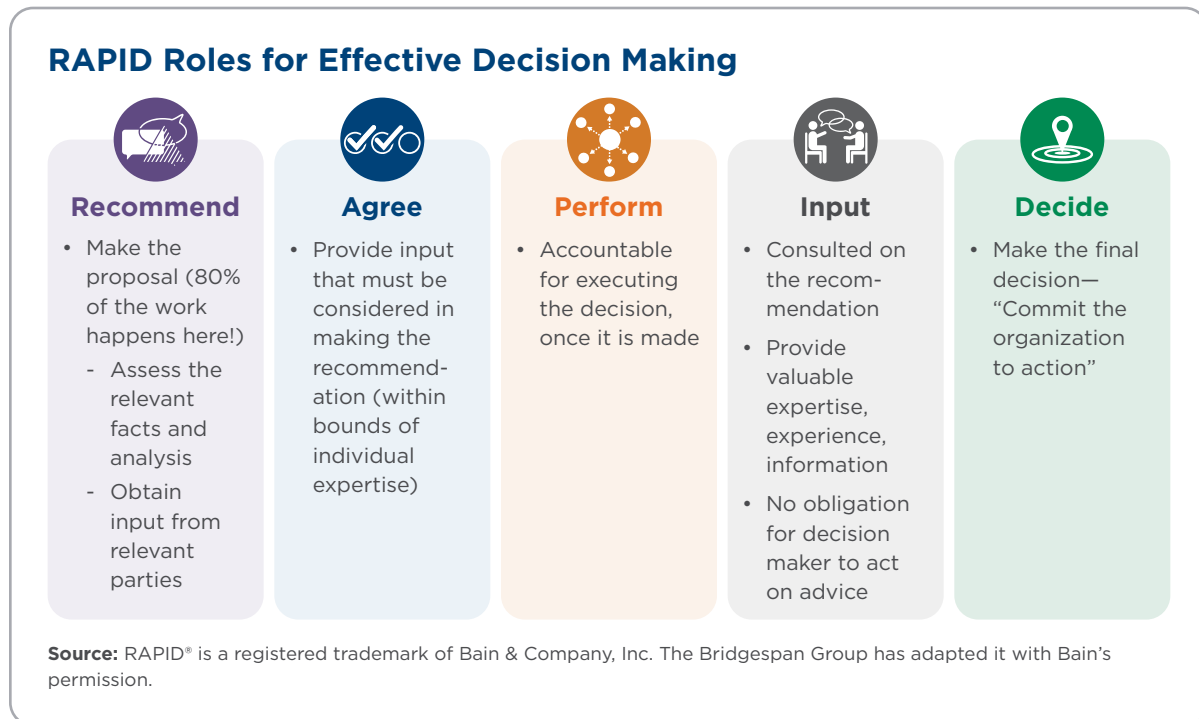 RAPID Roles for Effective Decision Making
Recommend
• Make the
proposal (80%
of the work
happens here!)
- Assess the
relevant
facts and
analysis
- Obtain
input from
relevant
parties
Agree
• Provide input
that must be
considered in
making the
recommend-
ation (within
bounds of
individual
expertise)
Perform
• Accountable
for executing
the decision,
once it is made
Input
• Consulted on
the recom-
mendation
• Provide
valuable
expertise,
experience,
information
• No obligation
for decision
maker to act
on advice
Decide
• Make the final
decision—
“Commit the
organization
to action”
Source: RAPID® is a registered trademark of Bain & Company, Inc. The Bridgespan Group has adapted it with Bain’s
permission.